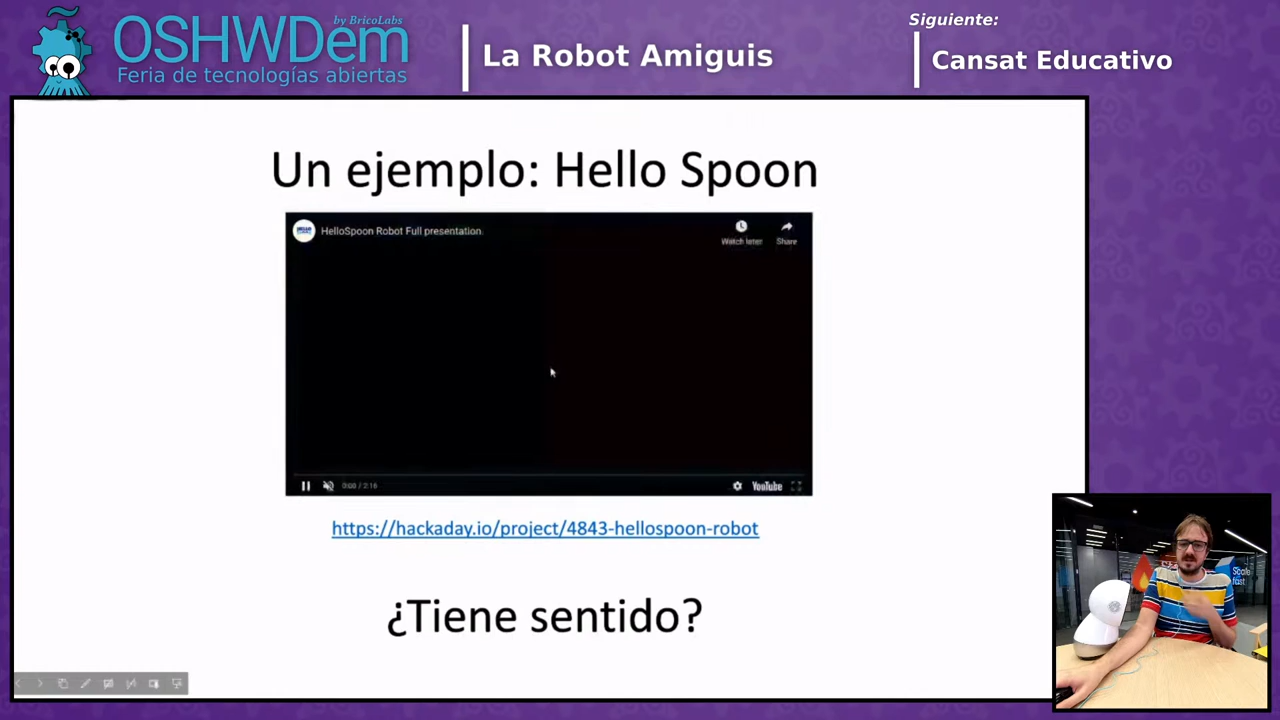 by BricoLabs
OSHWDem
Feria de tecnologías abiertas
La Robot Amiguis
Siguiente:
Cansat Educativo
Un ejemplo: Hello Spoon
HelloSpoon Robot Full presentation.
Watch later
Share
0:00 / 2:16
YouTube
https://hackaday.io/project/4843-hellospoon-robot
¿Tiene sentido?
Scale
fast